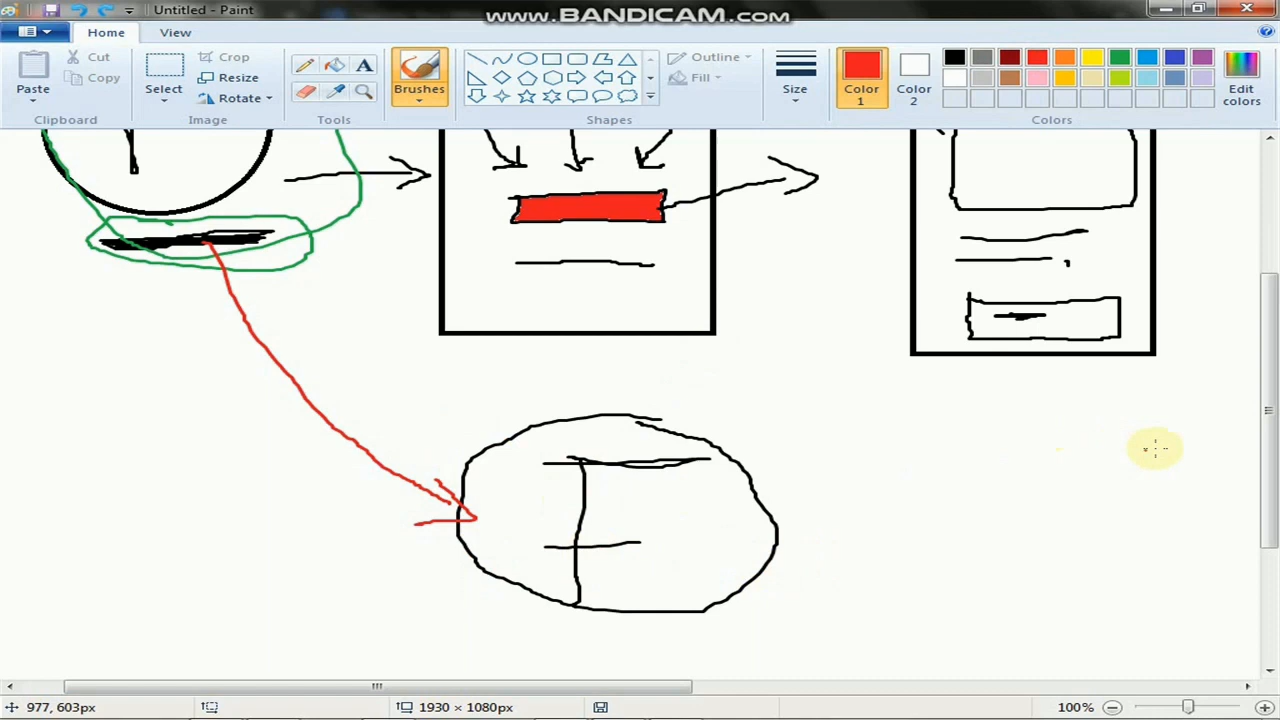 Untitled - Paint
www.BANDICAM.com
Home
View
Paste
Cut
Copy
Clipboard
Select
Crop
Resize
Rotate
Image
A
Tools
Brushes
Shapes
Outline
Fill
Size
Color 1
Color 2
Edit colors
Colors
F
977, 603px
1930 × 1080px
100%